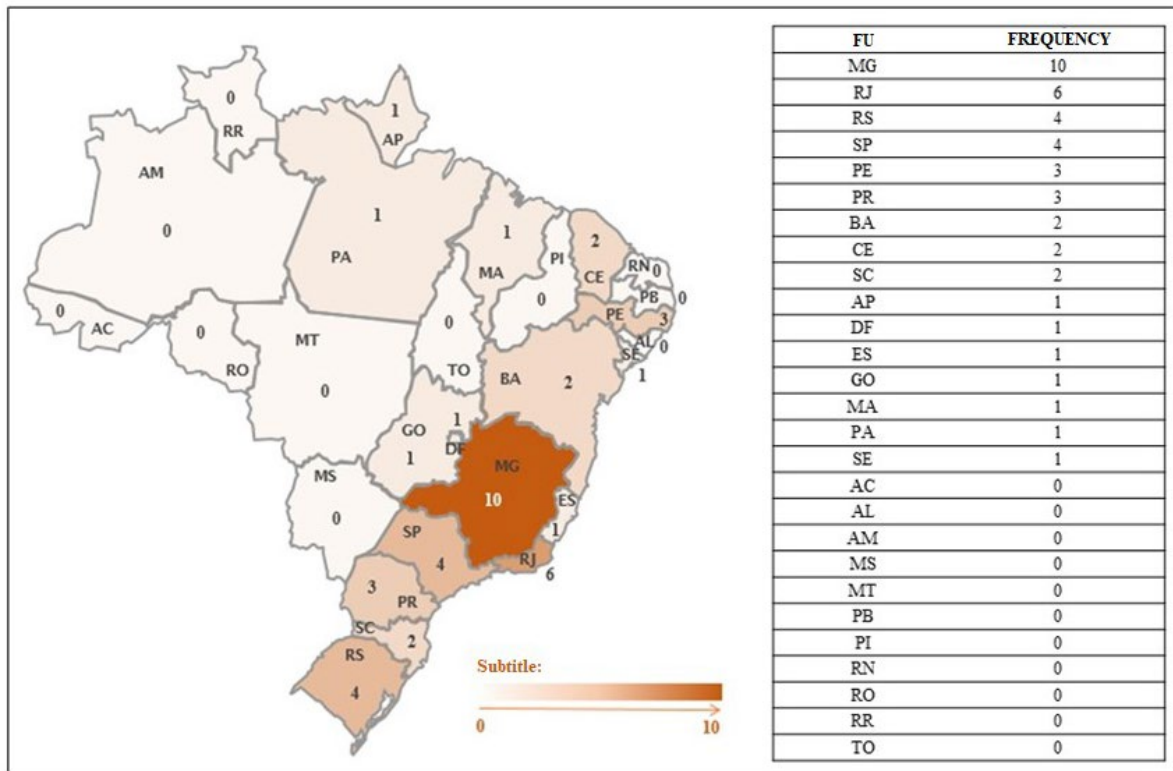 0
RR
1
AP
AM
0
1
PA
1
MA
PI
0
2
CE
RN 0
PB 0
PE 3
AL 0
SE
1
0
AC
0
RO
MT
0
0
TO
BA 2
GO
1
1
DF
MG
10
MS
0
ES
1
SP
4
RJ
6
3
PR
SC
2
RS
4
Subtitle:
0 10
FU FREQUENCY
MG 10
RJ 6
RS 4
SP 4
PE 3
PR 3
BA 2
CE 2
SC 2
AP 1
DF 1
ES 1
GO 1
MA 1
PA 1
SE 1
AC 0
AL 0
AM 0
MS 0
MT 0
PB 0
PI 0
RN 0
RO 0
RR 0
TO 0